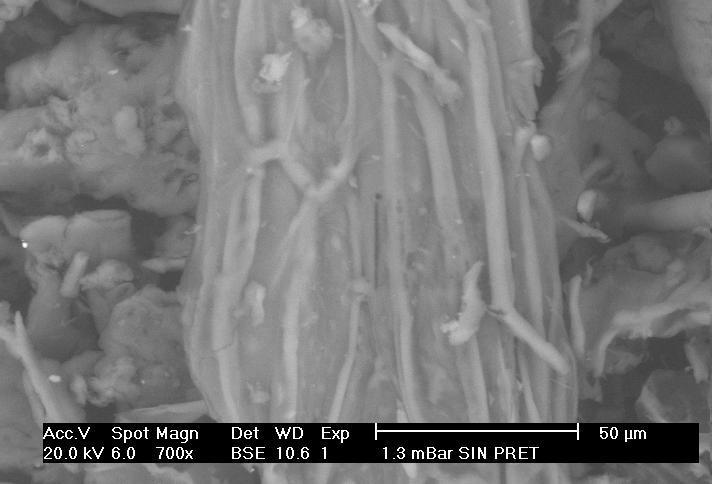 Acc.V Spot Magn Det WD Exp 50 µm
20.0 kV 6.0 700x BSE 10.6 1 1.3 mBar SIN PRET